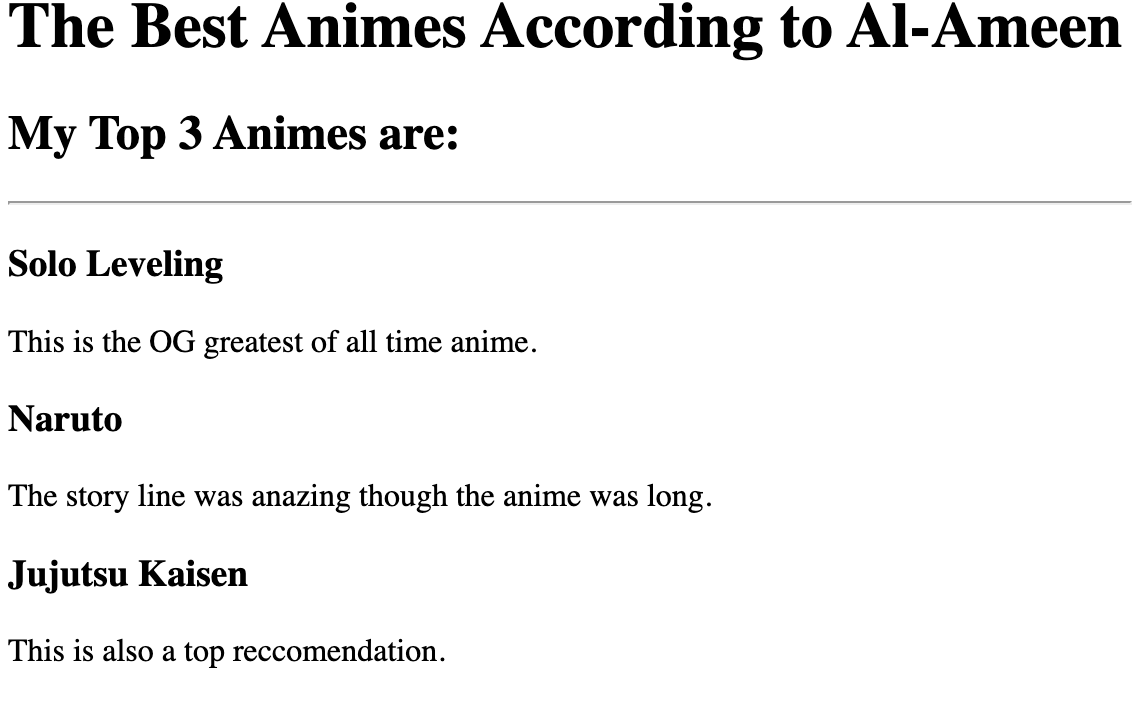 The Best Animes According to Al-Ameen
My Top 3 Animes are:
Solo Leveling
This is the OG greatest of all time anime.
Naruto
The story line was anazing though the anime was long.
Jujutsu Kaisen
This is also a top reccomendation.